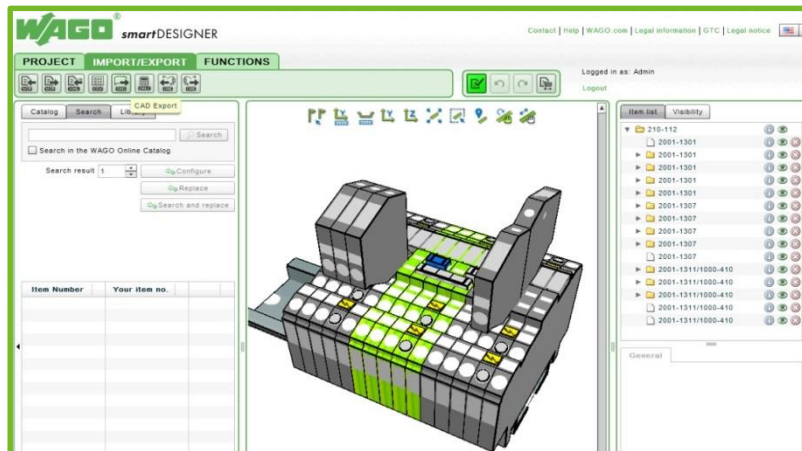 WAGO® smartDESIGNER
Contact | Help | WAGO.com | Legal information | GTC | Legal notice
PROJECT IMPORT/EXPORT FUNCTIONS
Logged in as: Admin
Logout
CAD Export
Catalog Search
Search
Search in the WAGO Online Catalog
Search result 1
Configure
Replace
Search and replace
Item Number Your item no.
Item list Visibility
210-112
2001-1301
2001-1301
2001-1301
2001-1301
2001-1301
2001-1307
2001-1307
2001-1307
2001-1307
2001-1307
2001-1311/1000-410
2001-1311/1000-410
2001-1311/1000-410
2001-1311/1000-410
2001-1311/1000-410
General